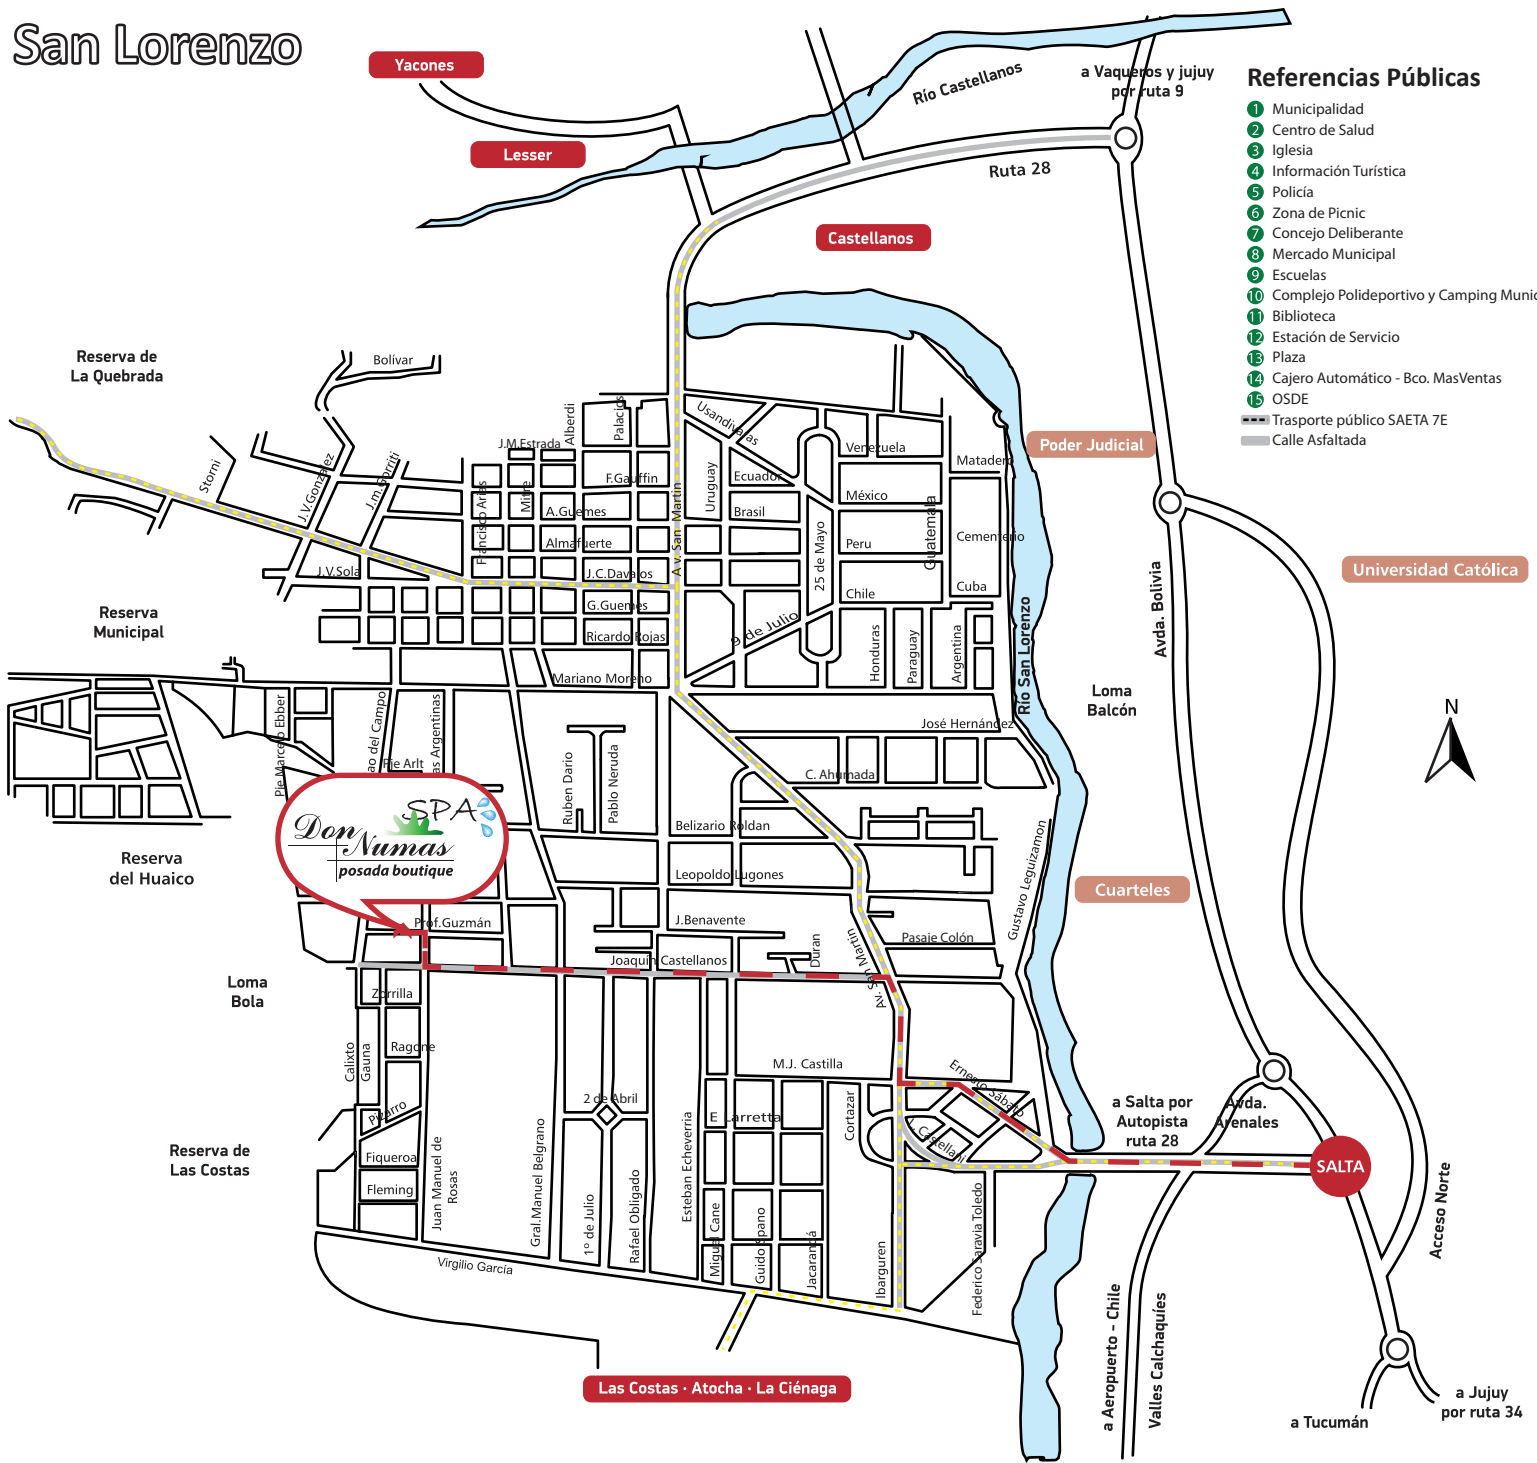 San Lorenzo
Yacones
Lesser
Río Castellanos
a Vaqueros y jujuy
por ruta 9
Ruta 28
Castellanos
Referencias Públicas
1 Municipalidad
2 Centro de Salud
3 Iglesia
4 Información Turística
5 Policía
6 Zona de Picnic
7 Concejo Deliberante
8 Mercado Municipal
9 Escuelas
10 Complejo Polideportivo y Camping Munic
11 Biblioteca
12 Estación de Servicio
13 Plaza
14 Cajero Automático - Bco. MasVentas
15 OSDE
Trasporte público SAETA 7E
Calle Asfaltada
Reserva de
La Quebrada
Bolívar
Storni
J.V.González
J.m.Gorriti
J.M.Estrada
Alberdi
Palacios
Usandivaras
Venezuela
Matadero
Poder Judicial
Francisco Arias
Mitre
F.Gauffin
A.Guemes
Almafuerte
J.C.Davalos
G.Guemes
Ricardo Rojas
Mariano Moreno
Av. San Martin
Uruguay
Ecuador
Brasil
México
Peru
Chile
25 de Mayo
Guatemala
Cementerio
Cuba
9 de Julio
Honduras
Paraguay
Argentina
J.V.Sola
Reserva
Municipal
Universidad Católica
Avda. Bolivia
Río San Lorenzo
Loma
Balcón
José Hernández
C. Ahumada
N
Pje Marcelo Ebber
ao del Campo
as Argentinas
Pje Arlt
Ruben Dario
Pablo Neruda
Belizario Roldan
Leopoldo Lugones
J.Benavente
Joaquín Castellanos
Duran
Av. San Martin
Pasaje Colón
Gustavo Leguizamon
Cuarteles
SPA
Don
Numas
posada boutique
Reserva
del Huaico
Prof.Guzmán
Loma
Bola
Zorrilla
Ragone
Calixto
Gauna
Pizarro
Fiqueroa
Fleming
Reserva de
Las Costas
Juan Manuel de
Rosas
Gral.Manuel Belgrano
2 de Abril
1º de Julio
Rafael Obligado
Esteban Echeverria
M.J. Castilla
E Larretta
Miguel Cane
Guido Spano
Jacarandá
Cortazar
Ibarguren
Ernesto Sábato
L. Castellani
Federico Saravia Toledo
Virgilio García
a Salta por
Autopista
ruta 28
Avda.
Arenales
SALTA
Acceso Norte
a Aeropuerto - Chile
Valles Calchaquíes
Las Costas · Atocha · La Ciénaga
a Tucumán
a Jujuy
por ruta 34